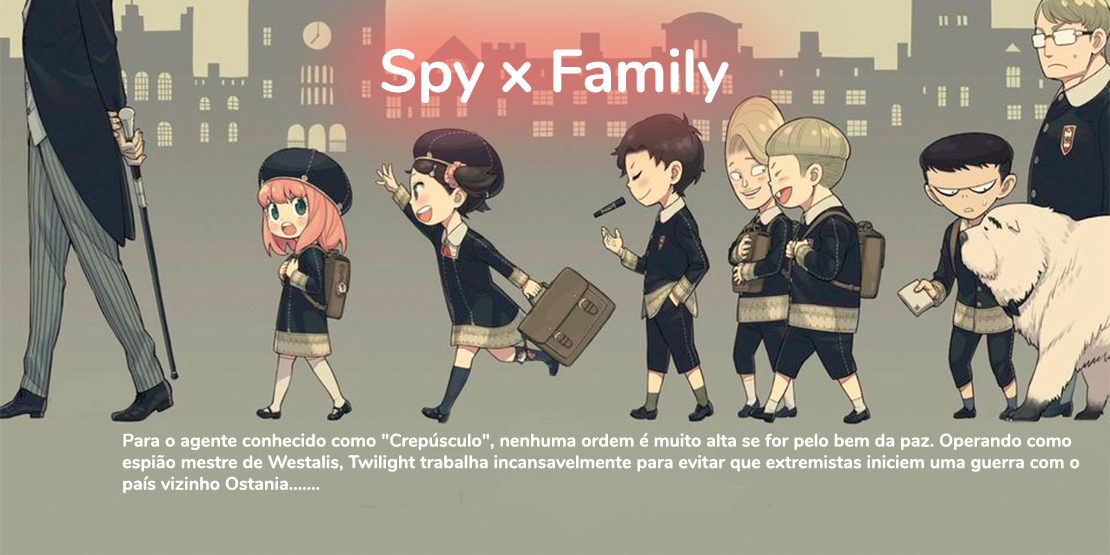 Spy x Family
Para o agente conhecido como "Crepúsculo", nenhuma ordem é muito alta se for pelo bem da paz. Operando como
espião mestre de Westalis, Twilight trabalha incansavelmente para evitar que extremistas iniciem uma guerra com o
país vizinho Ostania.......